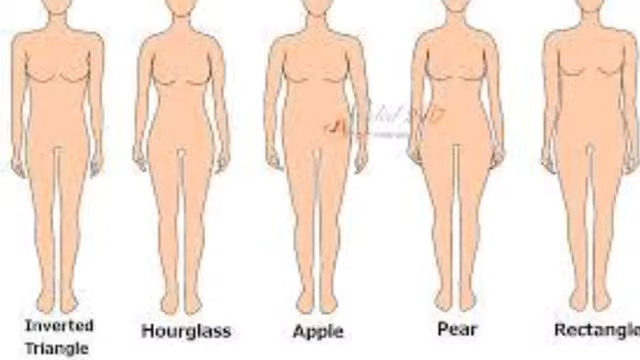 Inverted
Triangle
Hourglass
Apple
Pear
Rectangle